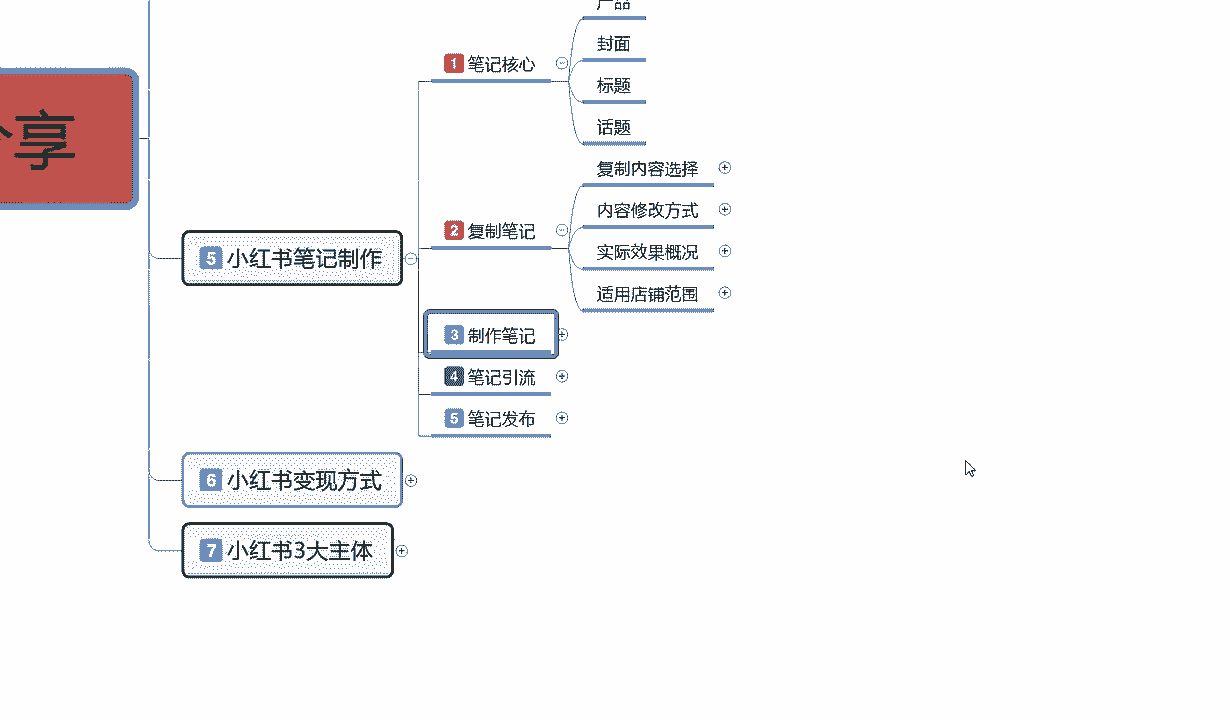 产品
1 笔记核心
封面
标题
话题
享
复制内容选择
2 复制笔记
内容修改方式
5 小红书笔记制作
实际效果概况
适用店铺范围
3 制作笔记
4 笔记引流
5 笔记发布
6 小红书变现方式
7 小红书3大主体